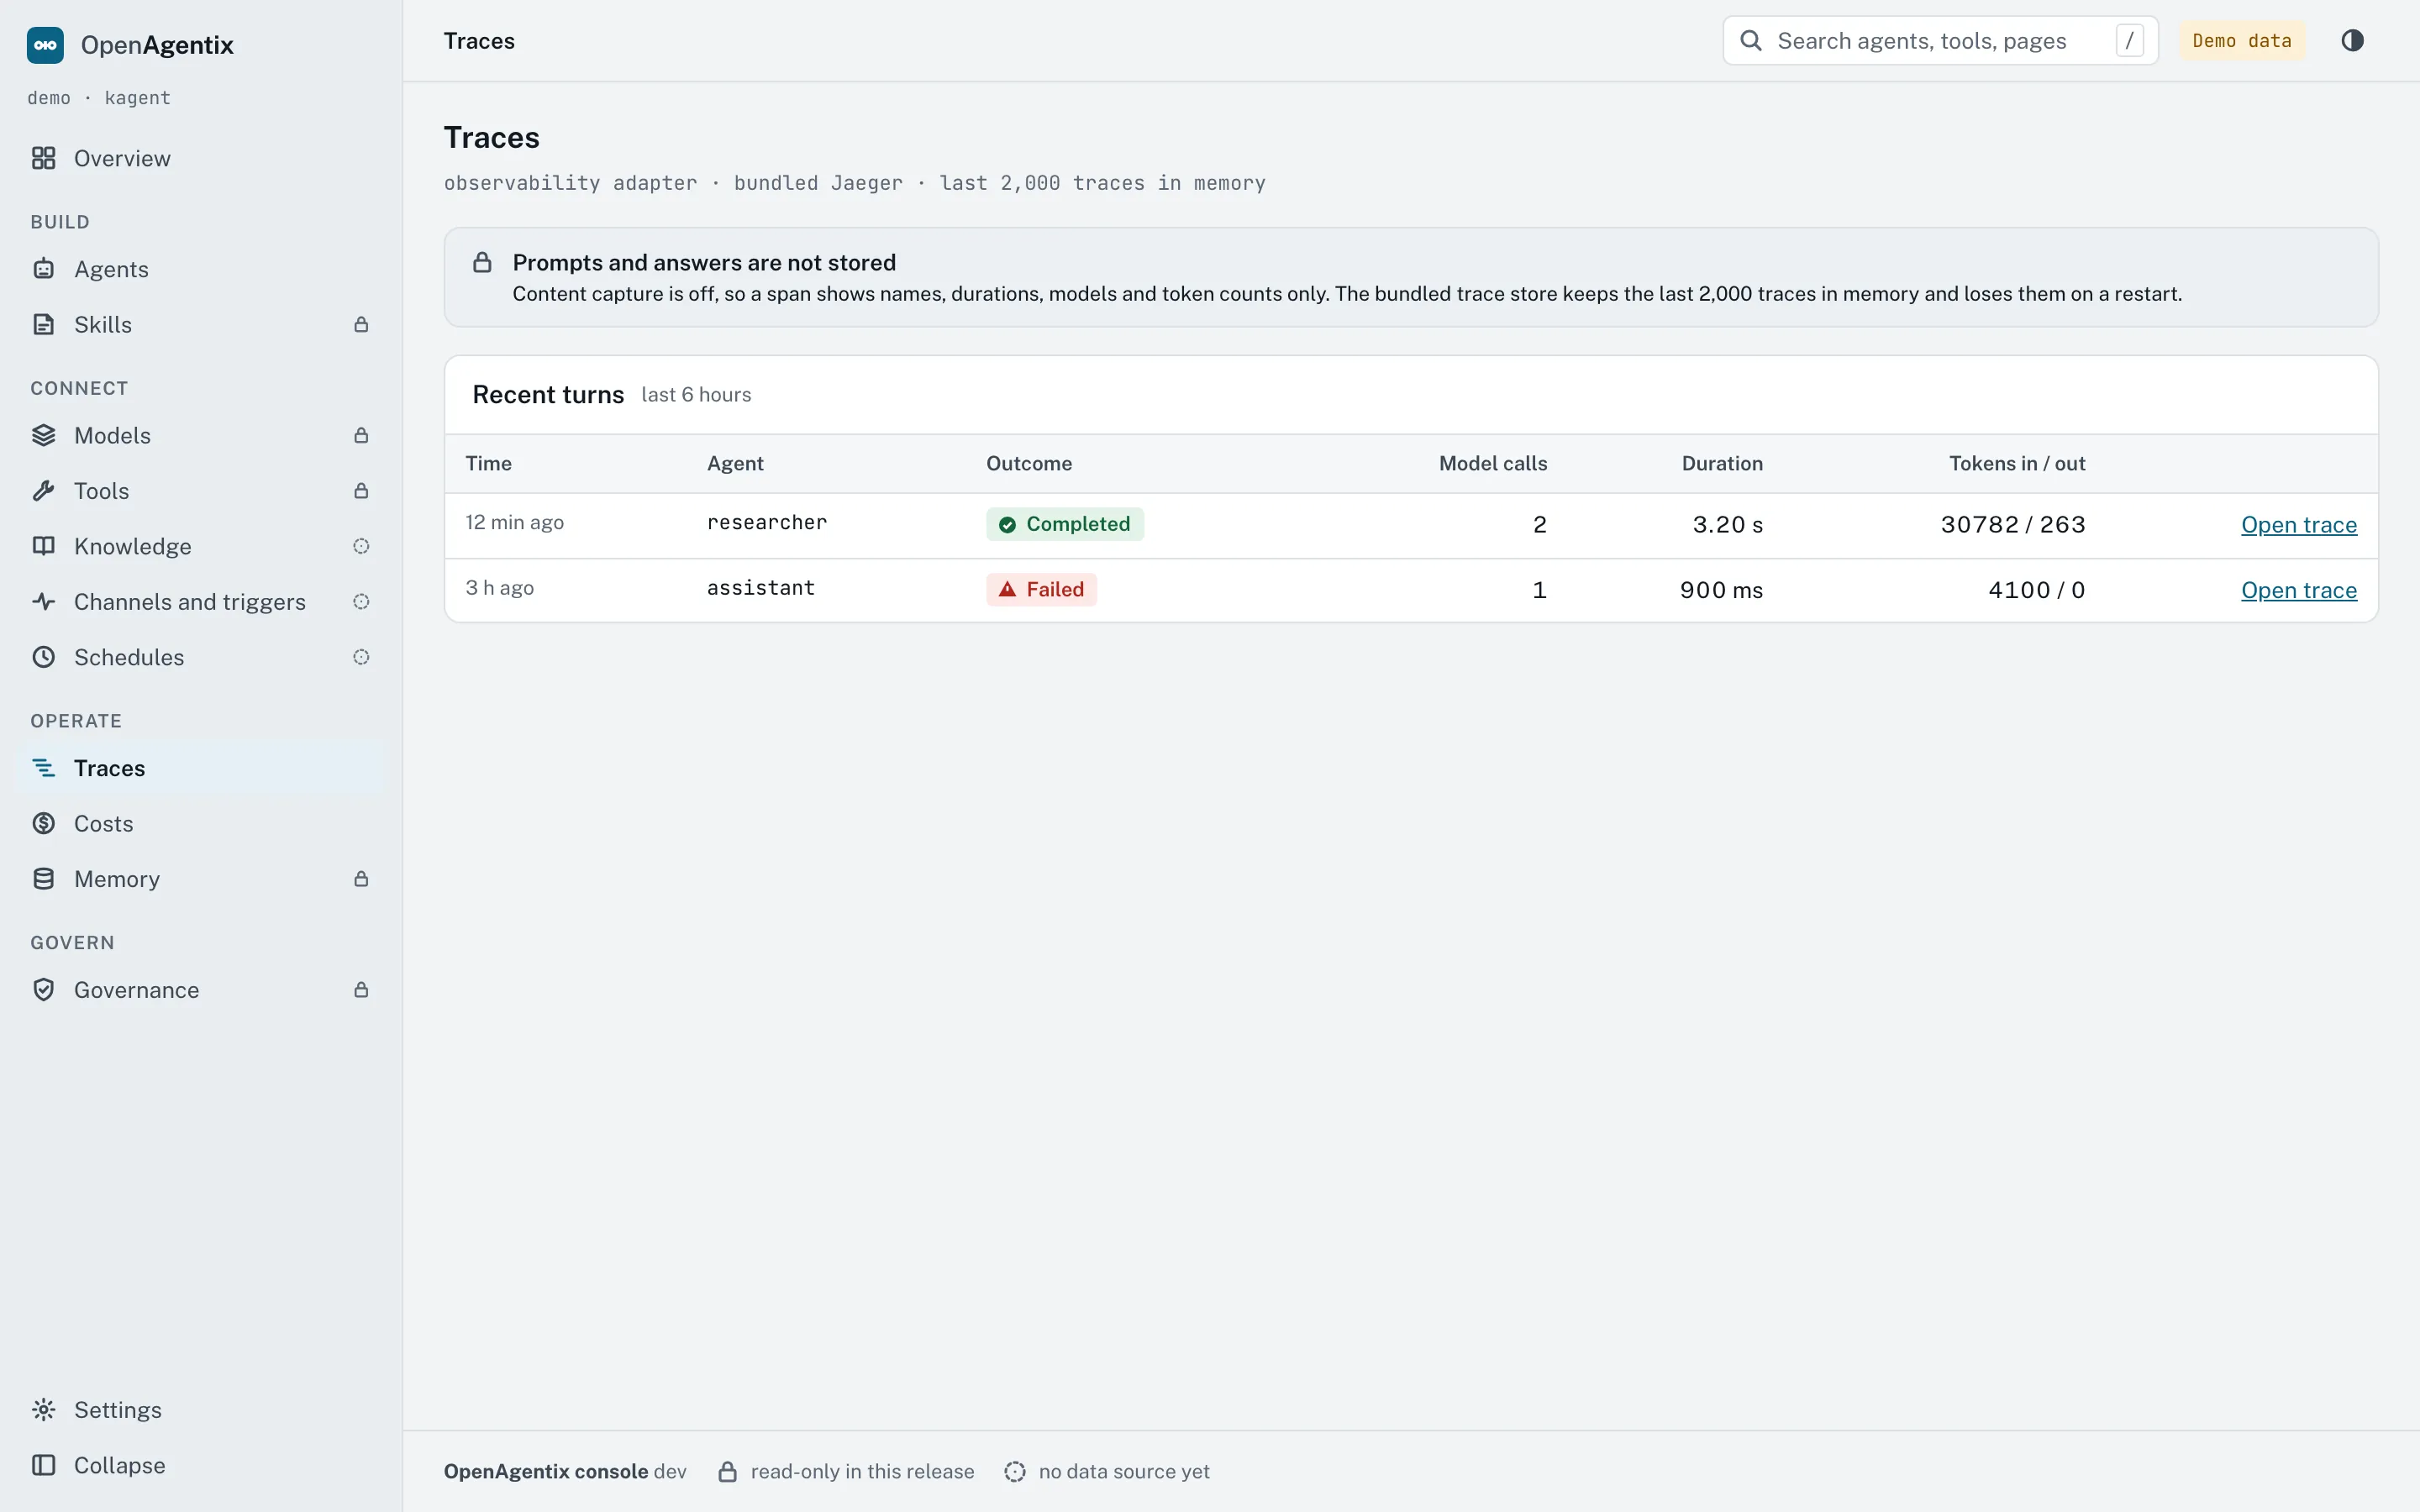 OpenAgentix
demo · kagent
Overview
BUILD
Agents
Skills
CONNECT
Models
Tools
Knowledge
Channels and triggers
Schedules
OPERATE
Traces
Costs
Memory
GOVERN
Governance
Settings
Collapse
Traces
Search agents, tools, pages /
Demo data
Traces
observability adapter · bundled Jaeger · last 2,000 traces in memory
Prompts and answers are not stored
Content capture is off, so a span shows names, durations, models and token counts only. The bundled trace store keeps the last 2,000 traces in memory and loses them on a restart.
Recent turns last 6 hours
Time Agent Outcome Model calls Duration Tokens in / out
12 min ago researcher Completed 2 3.20 s 30782 / 263 Open trace
3 h ago assistant Failed 1 900 ms 4100 / 0 Open trace
OpenAgentix console dev read-only in this release no data source yet